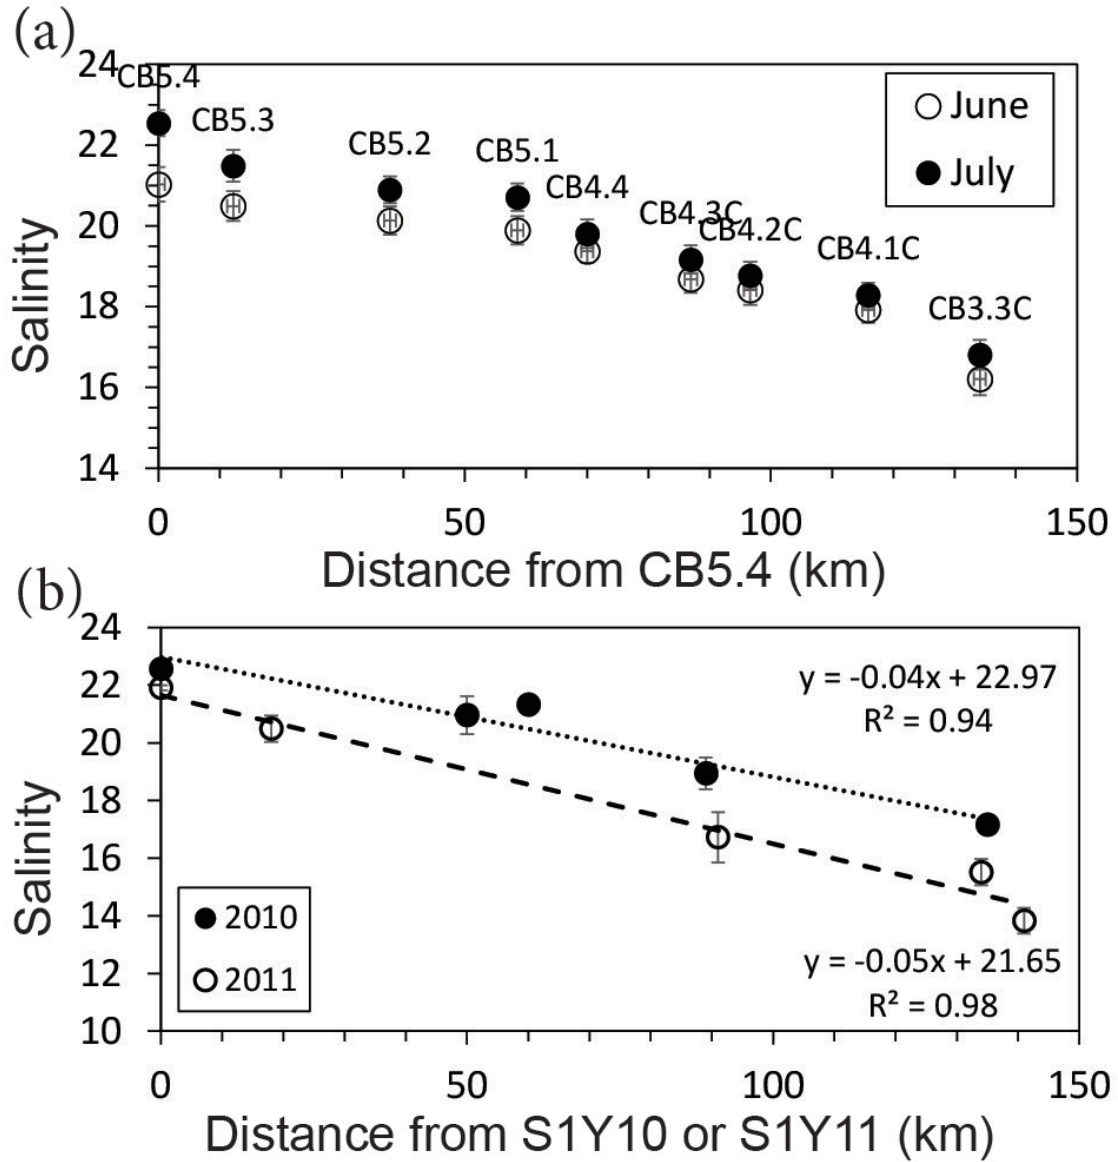 (a)
24
22
20
18
16
14
Salinity
CB5.4
CB5.3
CB5.2
CB5.1
CB4.4
CB4.3C
CB4.2C
CB4.1C
CB3.3C
June
July
0 50 100 150
Distance from CB5.4 (km)
(b)
24
22
20
18
16
14
12
10
Salinity
y = -0.04x + 22.97
R² = 0.94
2010
2011
y = -0.05x + 21.65
R² = 0.98
0 50 100 150
Distance from S1Y10 or S1Y11 (km)